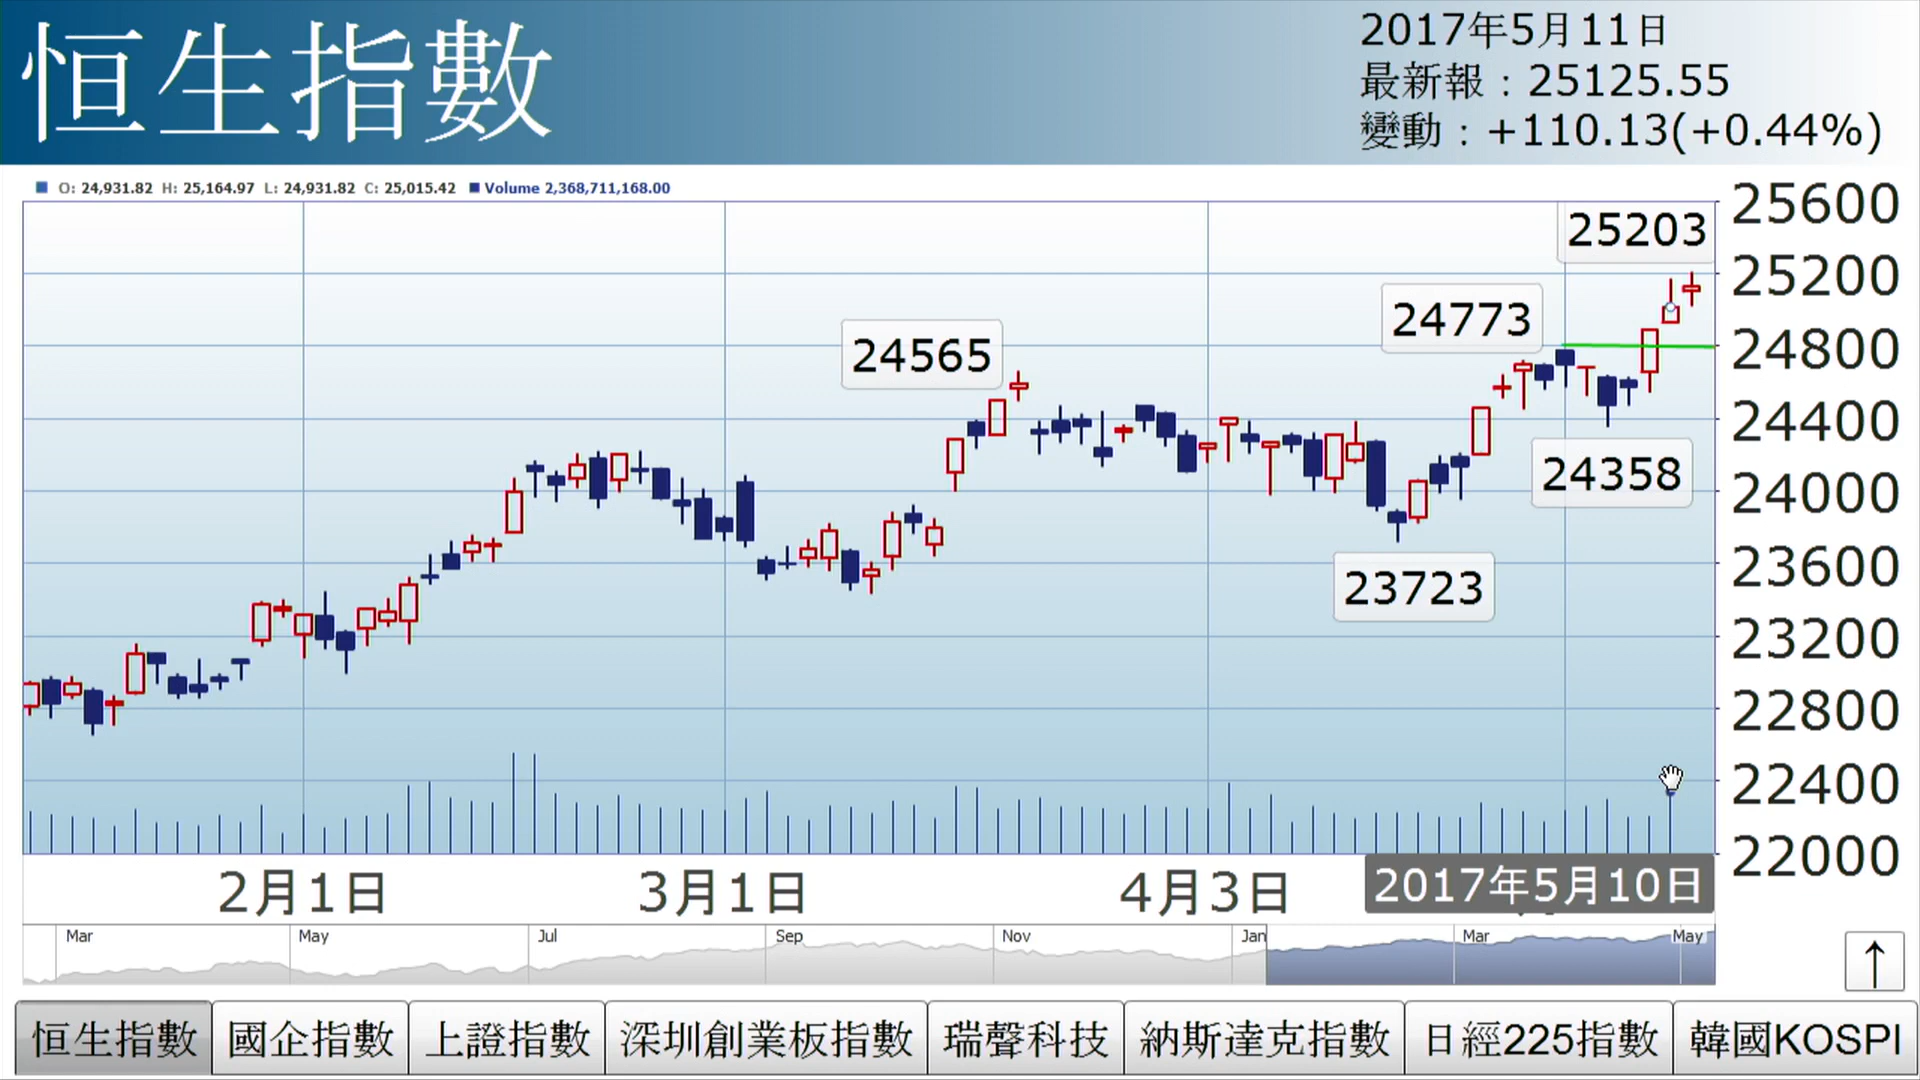 恒生指數
2017年5月11日
最新報：25125.55
變動：+110.13(+0.44%)
O: 24,931.82 H: 25,164.97 L: 24,931.82 C: 25,015.42 Volume 2,368,711,168.00
25600
25203
25200
24773
24565
24800
24400
24358
24000
23723
23600
23200
22800
22400
22000
2月1日 3月1日 4月3日 2017年5月10日
Mar May Jul Sep Nov Jan Mar May
↑
恒生指數 國企指數 上證指數 深圳創業板指數 瑞聲科技 納斯達克指數 日經225指數 韓國KOSPI